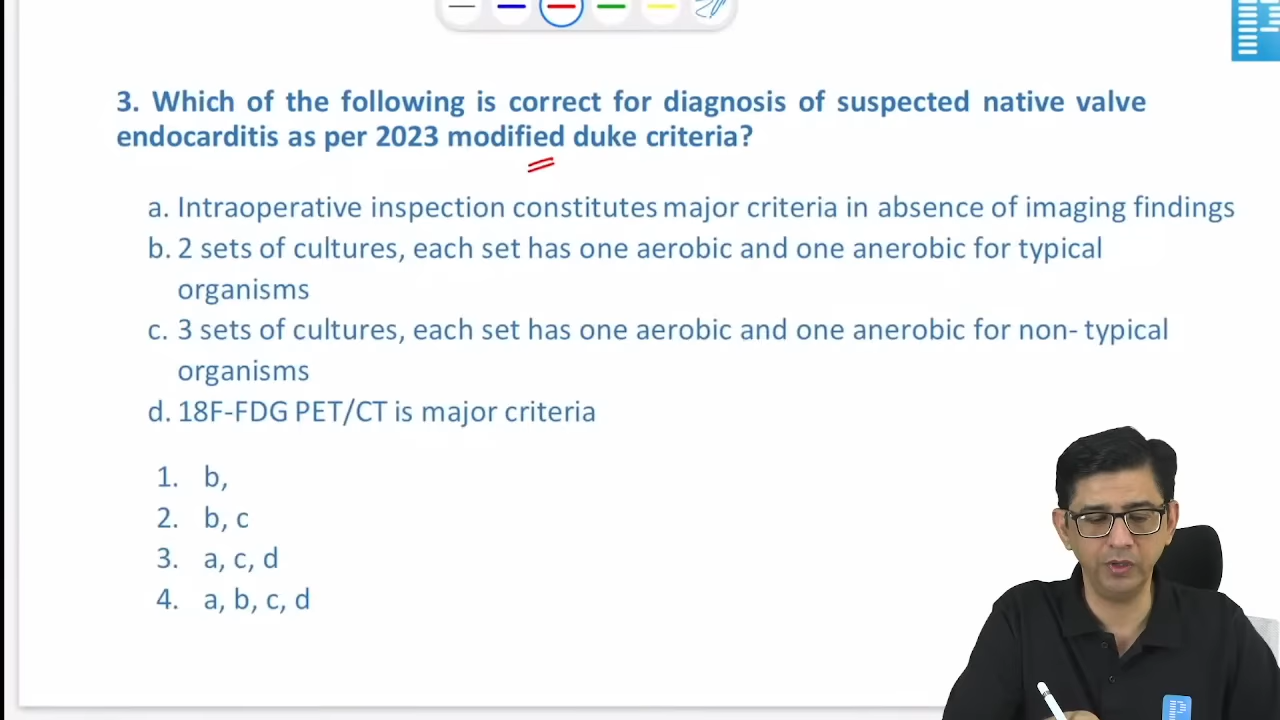 3. Which of the following is correct for diagnosis of suspected native valve
endocarditis as per 2023 modified duke criteria?
a. Intraoperative inspection constitutes major criteria in absence of imaging findings
b. 2 sets of cultures, each set has one aerobic and one anerobic for typical
organisms
c. 3 sets of cultures, each set has one aerobic and one anerobic for non- typical
organisms
d. 18F-FDG PET/CT is major criteria
1. b,
2. b, c
3. a, c, d
4. a, b, c, d